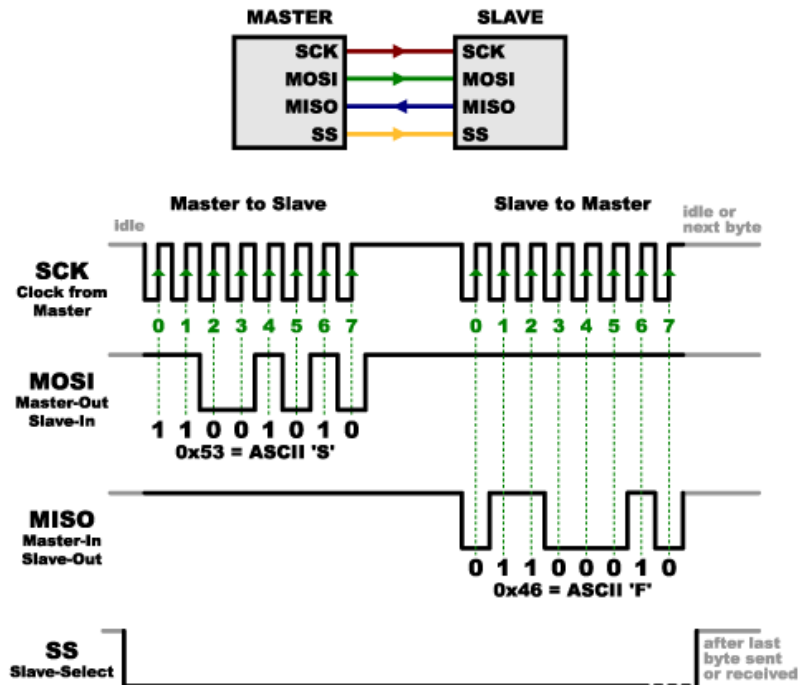 MASTER SLAVE
SCK SCK
MOSI MOSI
MISO MISO
SS SS
Master to Slave Slave to Master
idle
idle or
next byte
SCK
Clock from
Master
0 1 2 3 4 5 6 7 0 1 2 3 4 5 6 7
MOSI
Master-Out
Slave-In
1 1 0 0 1 0 1 0
0x53 = ASCII 'S'
MISO
Master-In
Slave-Out
0 1 1 0 0 0 1 0
0x46 = ASCII 'F'
SS
Slave-Select
after last
byte sent
or received